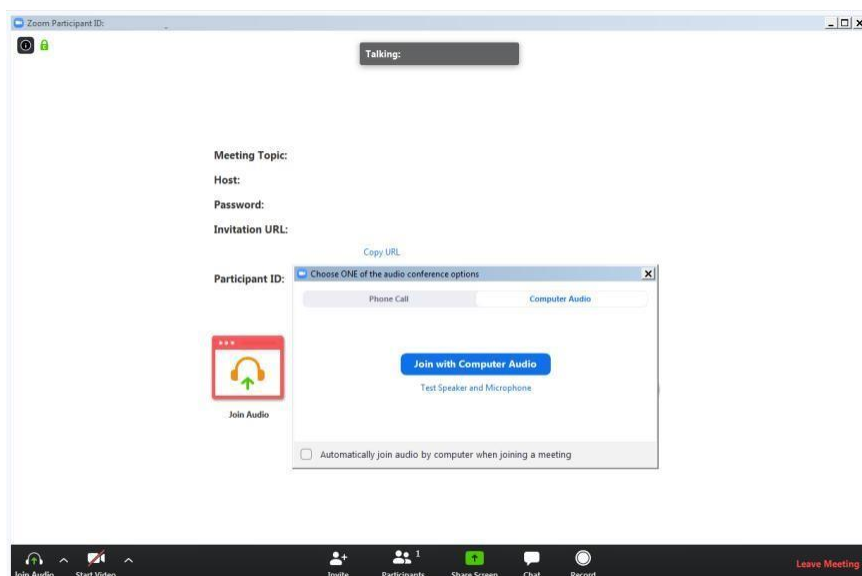 Zoom Participant ID:
Talking:
Meeting Topic:
Host:
Password:
Invitation URL:
Copy URL
Participant ID:
Choose ONE of the audio conference options
Phone Call
Computer Audio
Join with Computer Audio
Test Speaker and Microphone
Automatically join audio by computer when joining a meeting
Join Audio
Join Audio
Start Video
Invite
Participants
1
Share Screen
Chat
Record
Leave Meeting